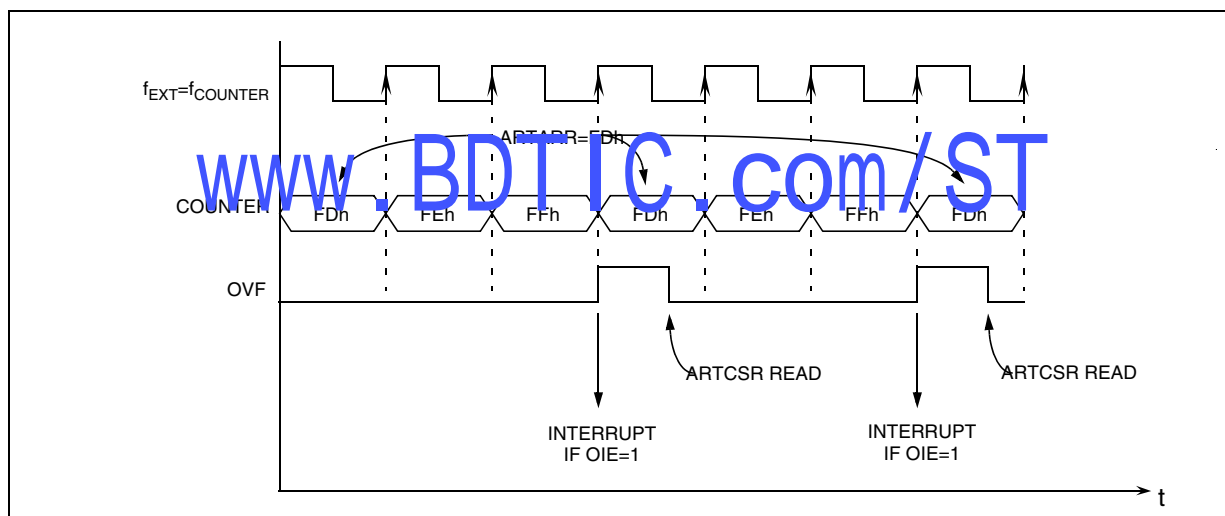 fEXT=fCOUNTER
ARTARR=FDh
www.BDTIC.com/ST
COUNTER FDh FEh FFh FDh FEh FFh FDh
OVF
ARTCSR READ ARTCSR READ
INTERRUPT INTERRUPT
IF OIE=1 IF OIE=1
t